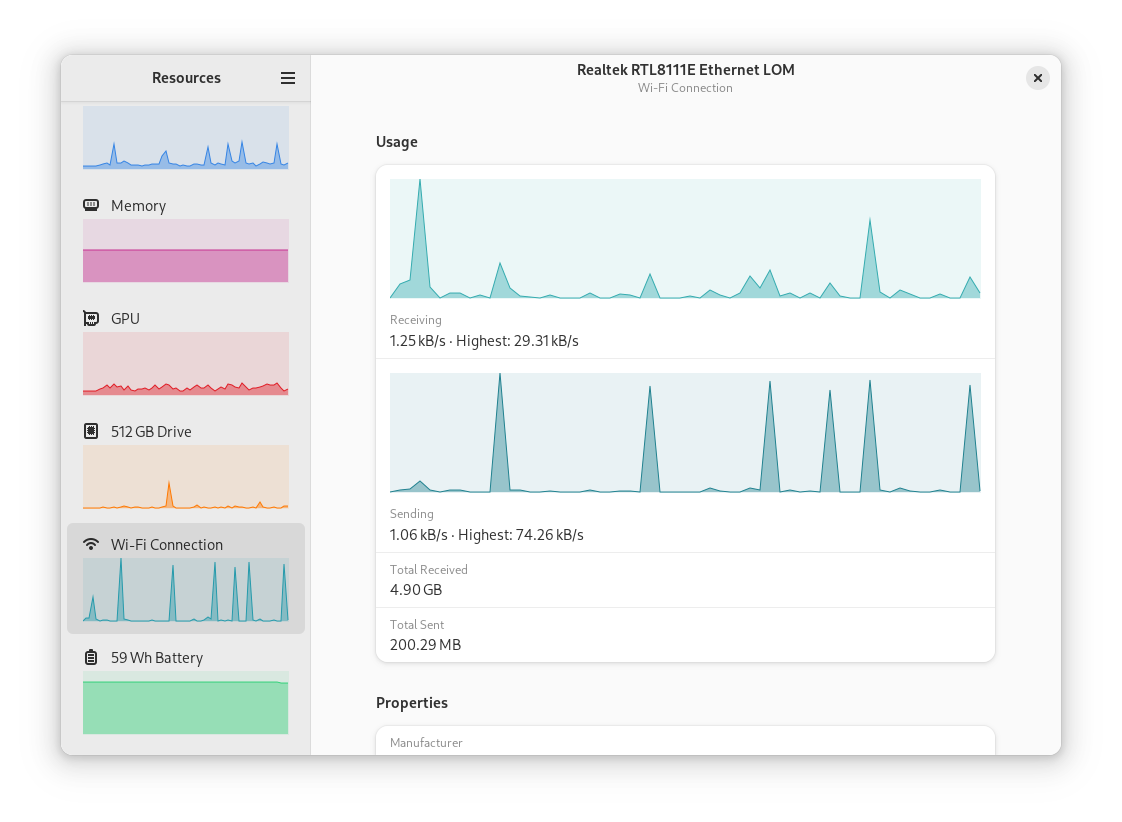 Resources
Memory
GPU
512 GB Drive
Wi-Fi Connection
59 Wh Battery
Realtek RTL8111E Ethernet LOM
Wi-Fi Connection
Usage
Receiving
1.25 kB/s · Highest: 29.31 kB/s
Sending
1.06 kB/s · Highest: 74.26 kB/s
Total Received
4.90 GB
Total Sent
200.29 MB
Properties
Manufacturer